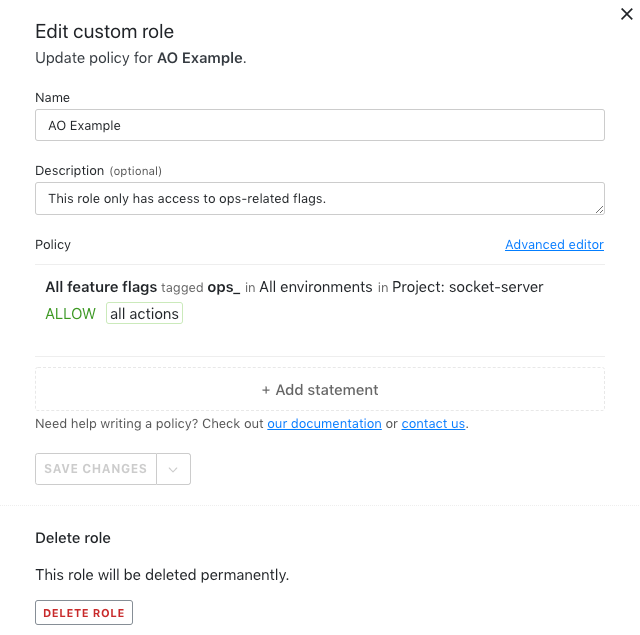 Edit custom role
Update policy for AO Example.
Name
AO Example
Description (optional)
This role only has access to ops-related flags.
Policy Advanced editor
All feature flags tagged ops_ in All environments in Project: socket-server
ALLOW all actions
+ Add statement
Need help writing a policy? Check out our documentation or contact us.
SAVE CHANGES
Delete role
This role will be deleted permanently.
DELETE ROLE